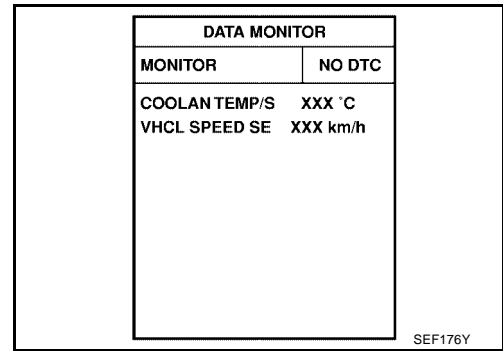 DATA MONITOR
MONITOR NO DTC
COOLAN TEMP/S XXX °C
VHCL SPEED SE XXX km/h
SEF176Y